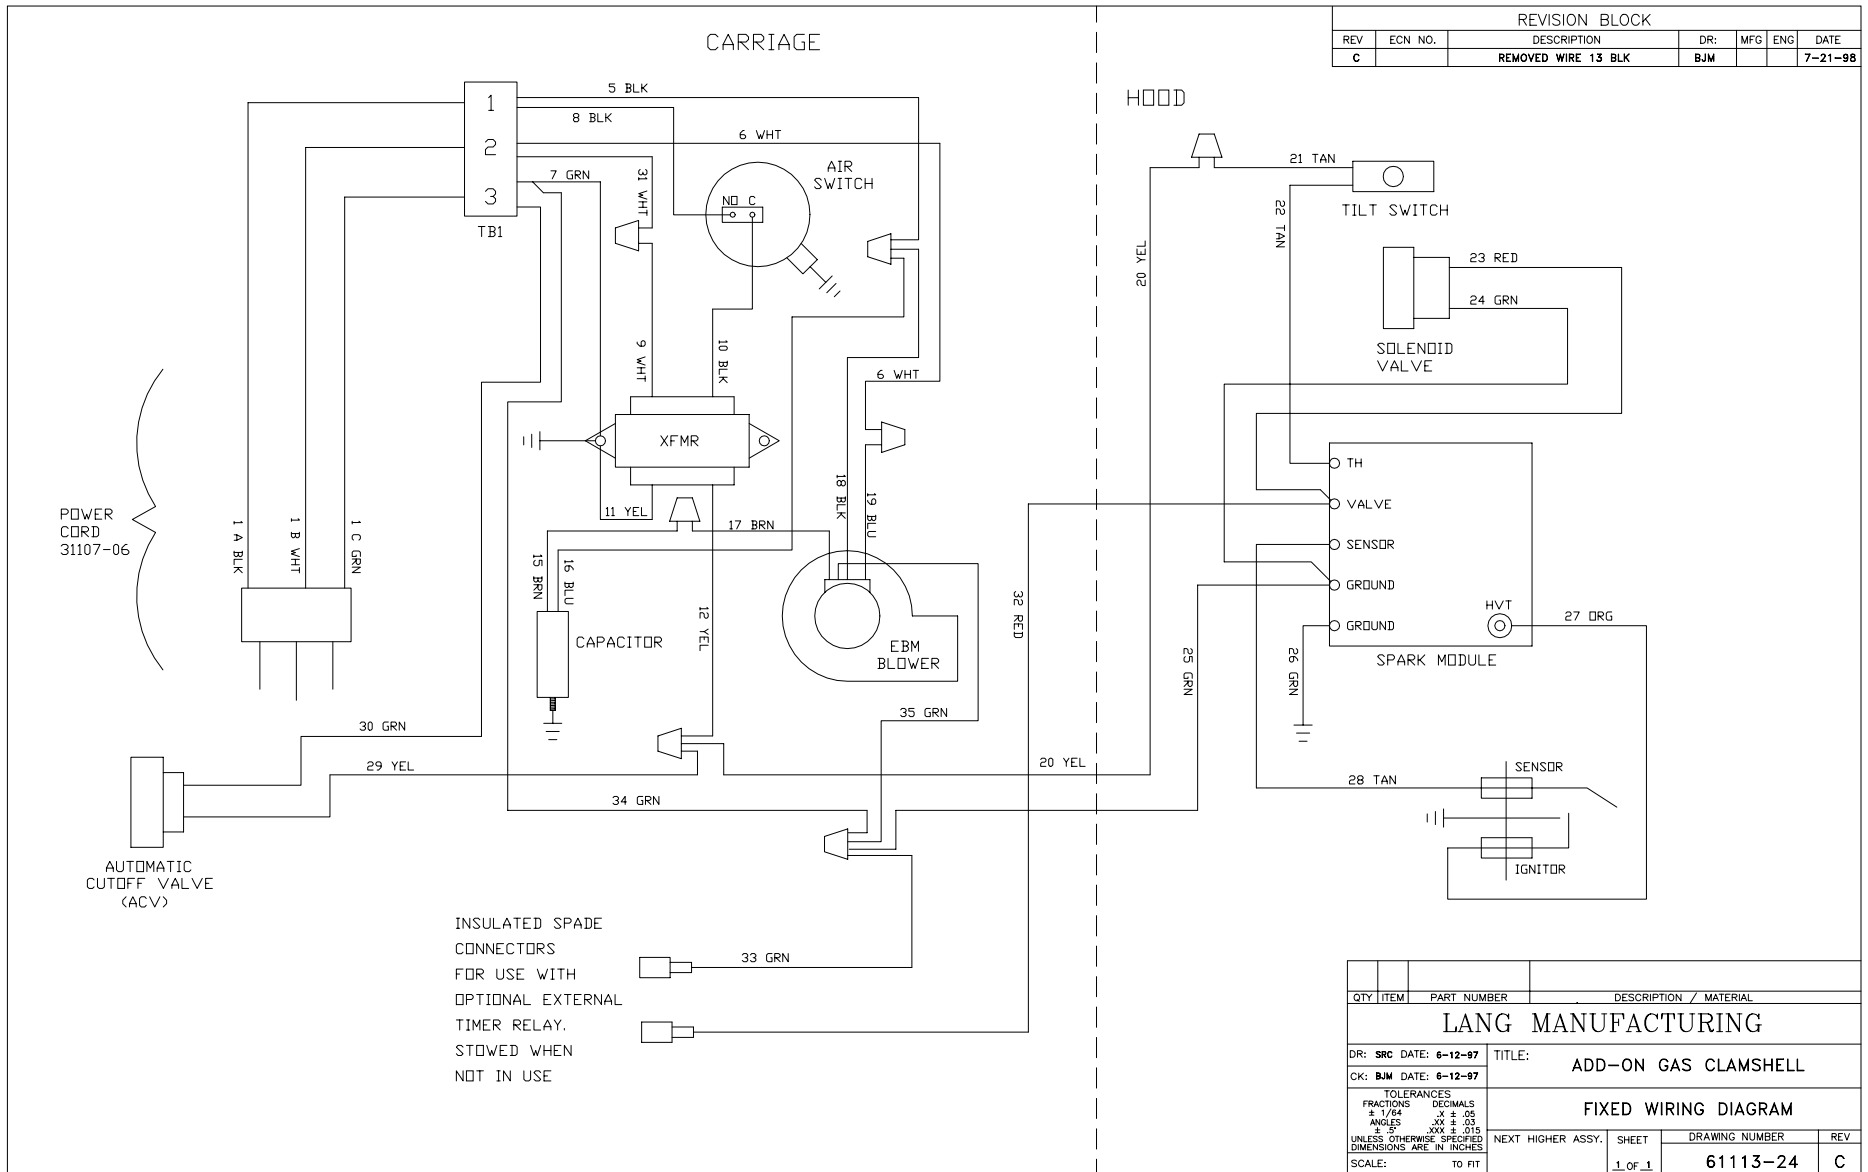 CARRIAGE
REVISION BLOCK
REV ECN NO. DESCRIPTION DR: MFG ENG DATE
C REMOVED WIRE 13 BLK BJM 7-21-98
HOOD
1
2
3
TB1
5 BLK
8 BLK
6 WHT
7 GRN
31 WHT
AIR
SWITCH
NO C
21 TAN
TILT SWITCH
22 TAN
20 YEL
23 RED
24 GRN
SOLENOID
VALVE
9 WHT
10 BLK
6 WHT
XFMR
11 YEL
17 BRN
18 BLK
19 BLU
POWER
CORD
31107-06
1 A BLK
1 B WHT
1 C GRN
15 BRN
16 BLU
CAPACITOR
12 YEL
EBM
BLOWER
32 RED
TH
VALVE
SENSOR
GROUND
GROUND
HVT
27 ORG
SPARK MODULE
25 GRN
26 GRN
30 GRN
35 GRN
29 YEL
20 YEL
34 GRN
SENSOR
28 TAN
IGNITOR
AUTOMATIC
CUTOFF VALVE
(ACV)
INSULATED SPADE
CONNECTORS
FOR USE WITH
OPTIONAL EXTERNAL
TIMER RELAY.
STOWED WHEN
NOT IN USE
33 GRN
QTY ITEM PART NUMBER DESCRIPTION / MATERIAL
LANG MANUFACTURING
DR: SRC DATE: 6-12-97
CK: BJM DATE: 6-12-97
TITLE:
ADD-ON GAS CLAMSHELL
TOLERANCES
FRACTIONS DECIMALS
± 1/64 .X ± .05
ANGLES .XX ± .03
± .5° .XXX ± .015
UNLESS OTHERWISE SPECIFIED
DIMENSIONS ARE IN INCHES
SCALE: TO FIT
FIXED WIRING DIAGRAM
NEXT HIGHER ASSY. SHEET DRAWING NUMBER REV
1 OF 1 61113-24 C